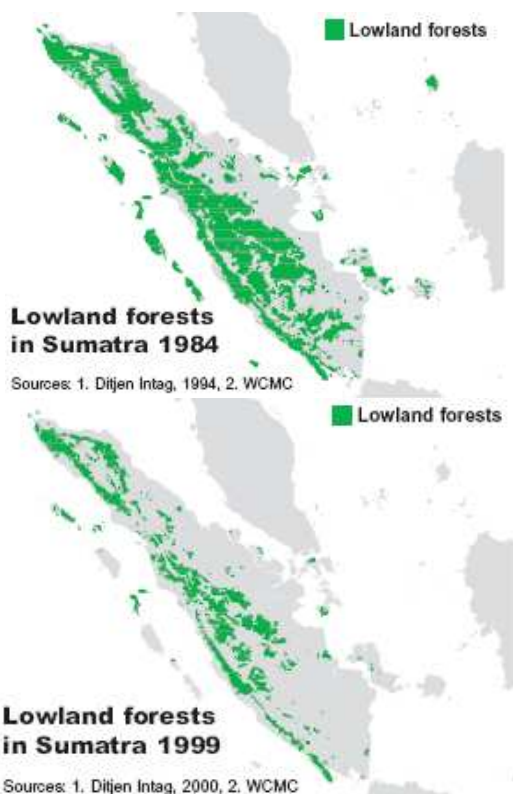 Lowland forests
Lowland forests
in Sumatra 1984
Sources: 1. Ditjen Intag, 1994, 2. WCMC
Lowland forests
Lowland forests
in Sumatra 1999
Sources: 1. Ditjen Intag, 2000, 2. WCMC